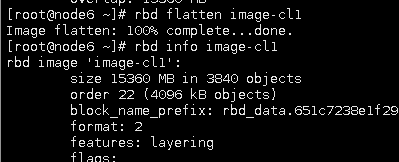 overlap: 15360 MB
[root@node6 ~]# rbd flatten image-cl1
Image flatten: 100% complete...done.
[root@node6 ~]# rbd info image-cl1
rbd image 'image-cl1':
size 15360 MB in 3840 objects
order 22 (4096 kB objects)
block_name_prefix: rbd_data.651c7238e1f29
format: 2
features: layering
flags: